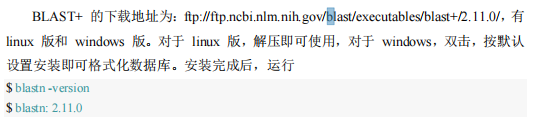 BLAST+ 的下载地址为：ftp://ftp.ncbi.nlm.nih.gov/blast/executables/blast+/2.11.0/，有
linux 版和 windows 版。对于 linux 版，解压即可使用，对于 windows，双击，按默认
设置安装即可格式化数据库。安装完成后，运行
$ blastn -version
$ blastn: 2.11.0